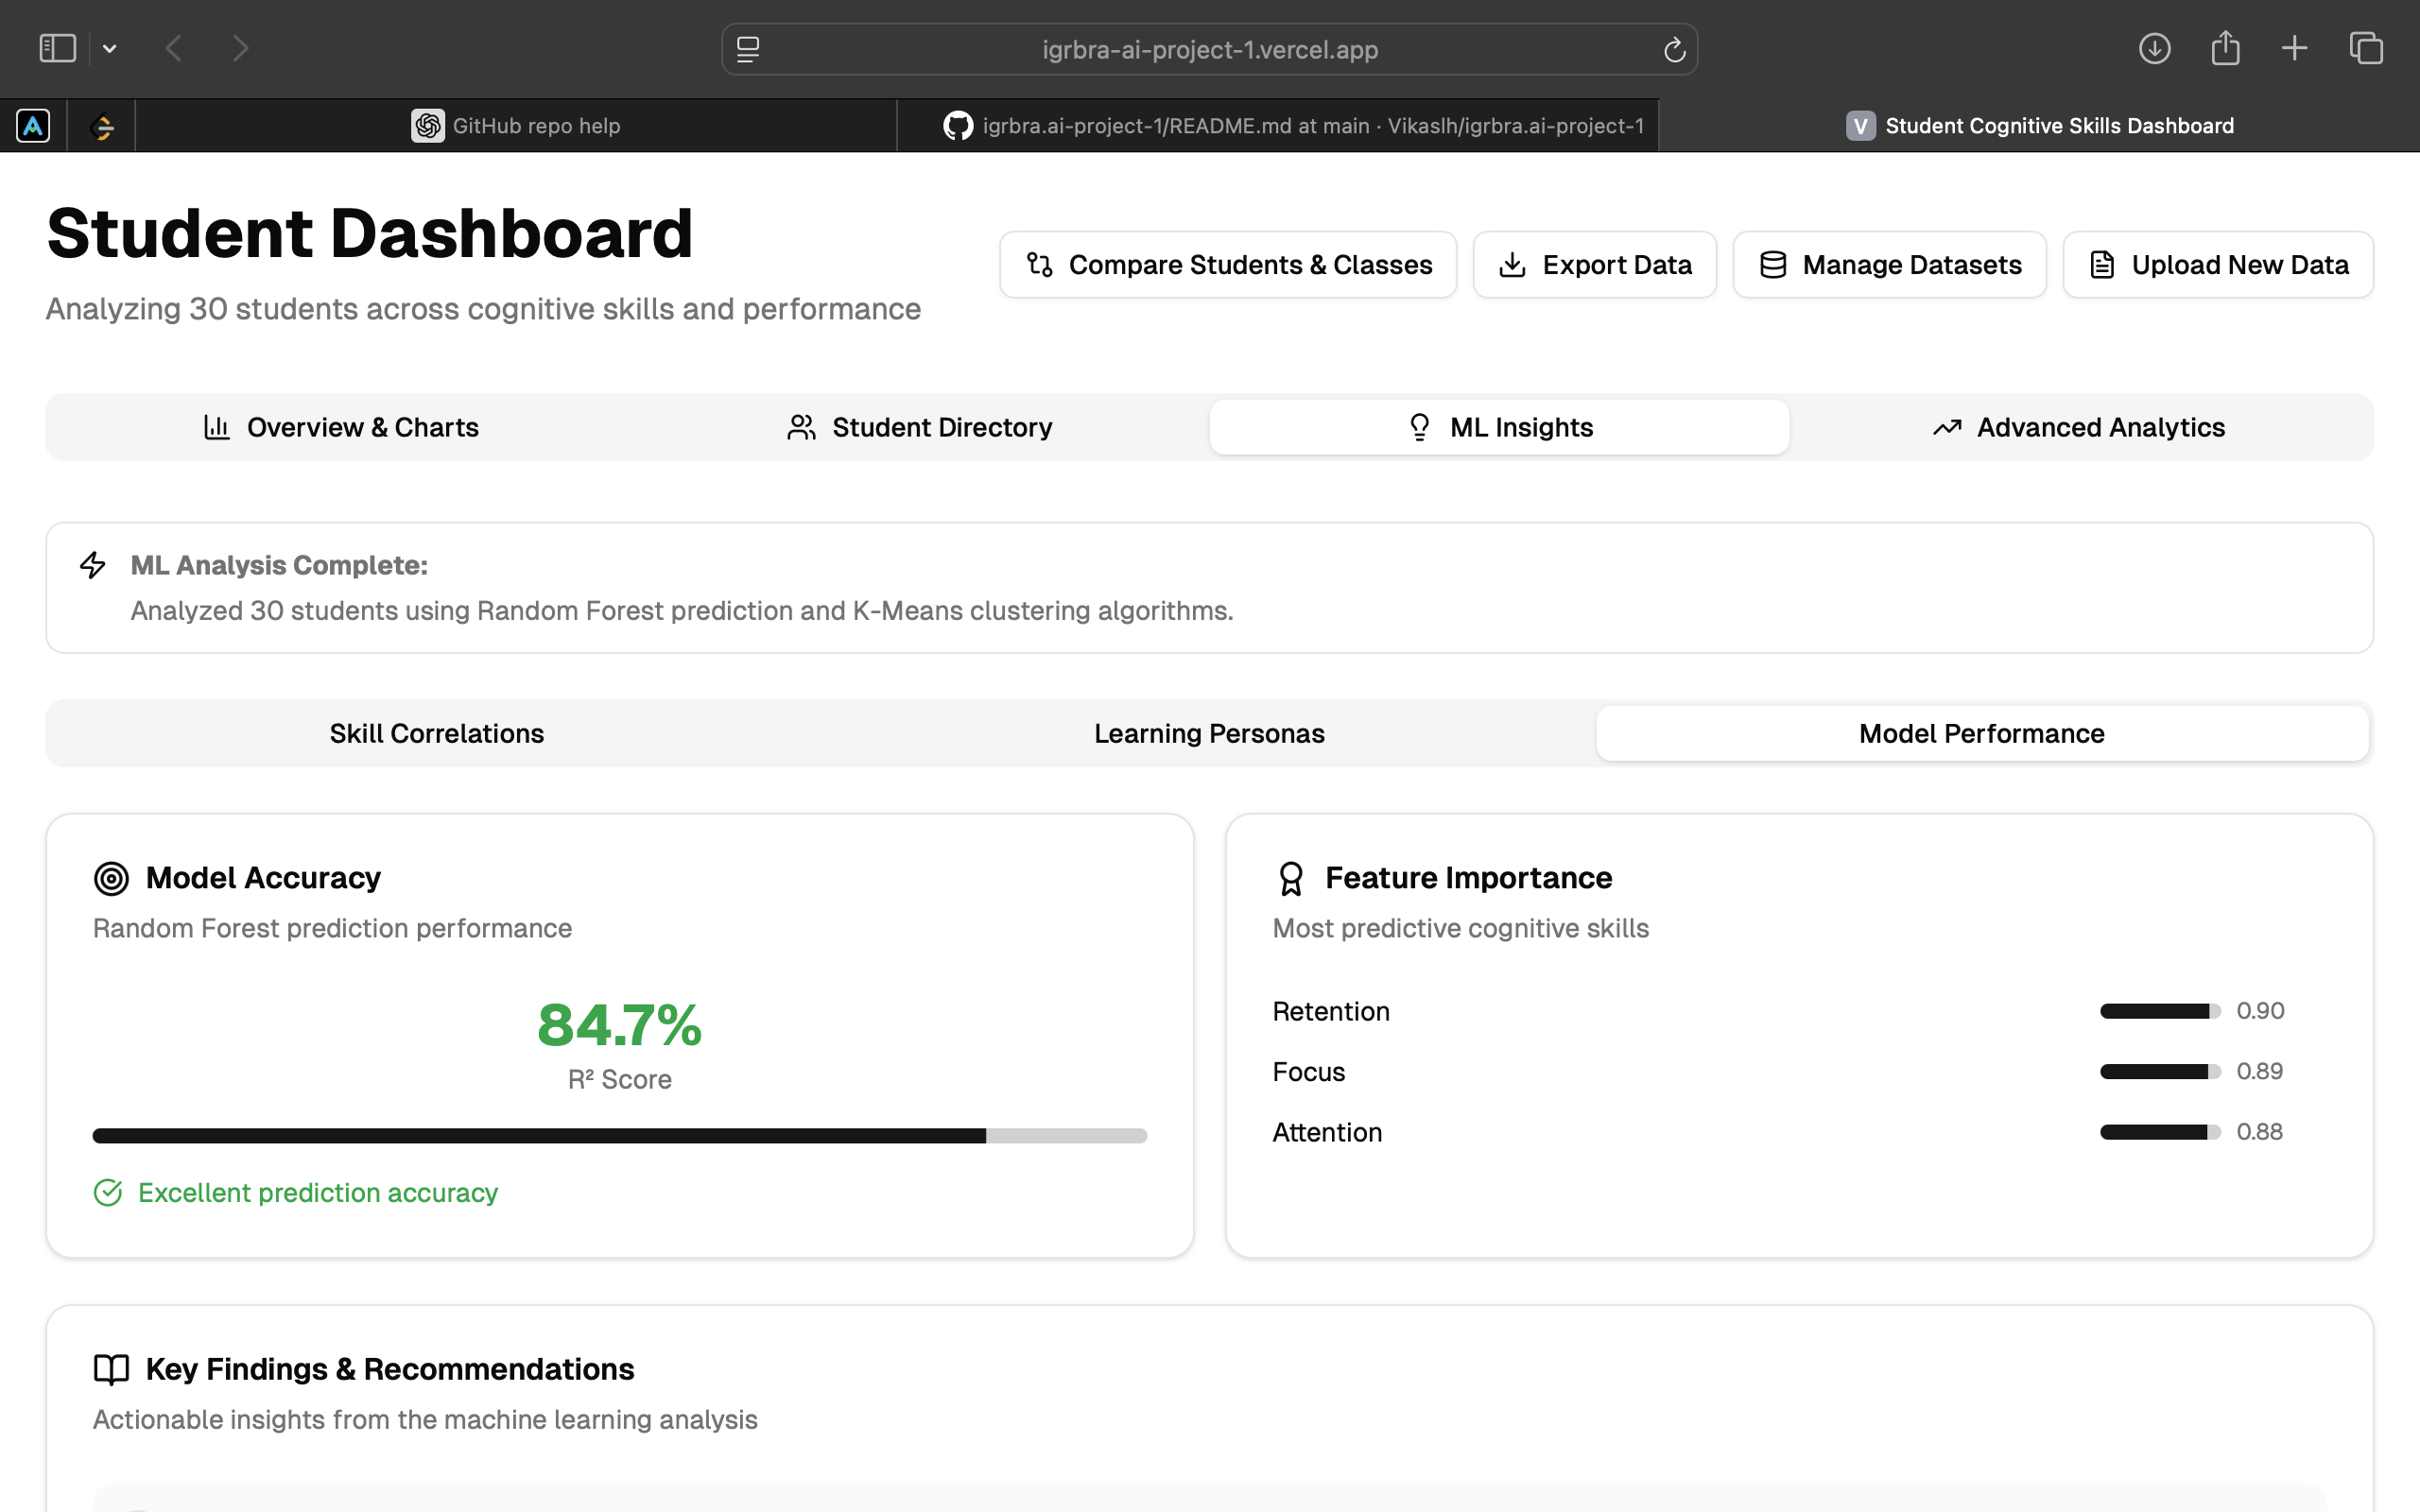 igrbra-ai-project-1.vercel.app
GitHub repo help
igrbra.ai-project-1/README.md at main · Vikaslh/igrbra.ai-project-1
V Student Cognitive Skills Dashboard
Student Dashboard
Analyzing 30 students across cognitive skills and performance
Compare Students & Classes
Export Data
Manage Datasets
Upload New Data
Overview & Charts
Student Directory
ML Insights
Advanced Analytics
ML Analysis Complete:
Analyzed 30 students using Random Forest prediction and K-Means clustering algorithms.
Skill Correlations
Learning Personas
Model Performance
Model Accuracy
Random Forest prediction performance
84.7%
R² Score
Excellent prediction accuracy
Feature Importance
Most predictive cognitive skills
Retention 0.90
Focus 0.89
Attention 0.88
Key Findings & Recommendations
Actionable insights from the machine learning analysis